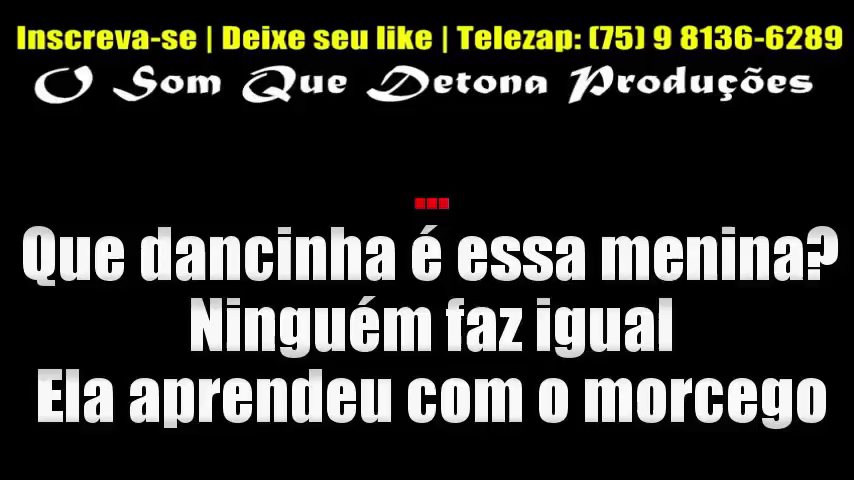 Inscreva-se | Deixe seu like | Telezap: (75) 9 8136-6289
O Som Que Detona Produções
...
Que dancinha é essa menina?
Ninguém faz igual
Ela aprendeu com o morcego